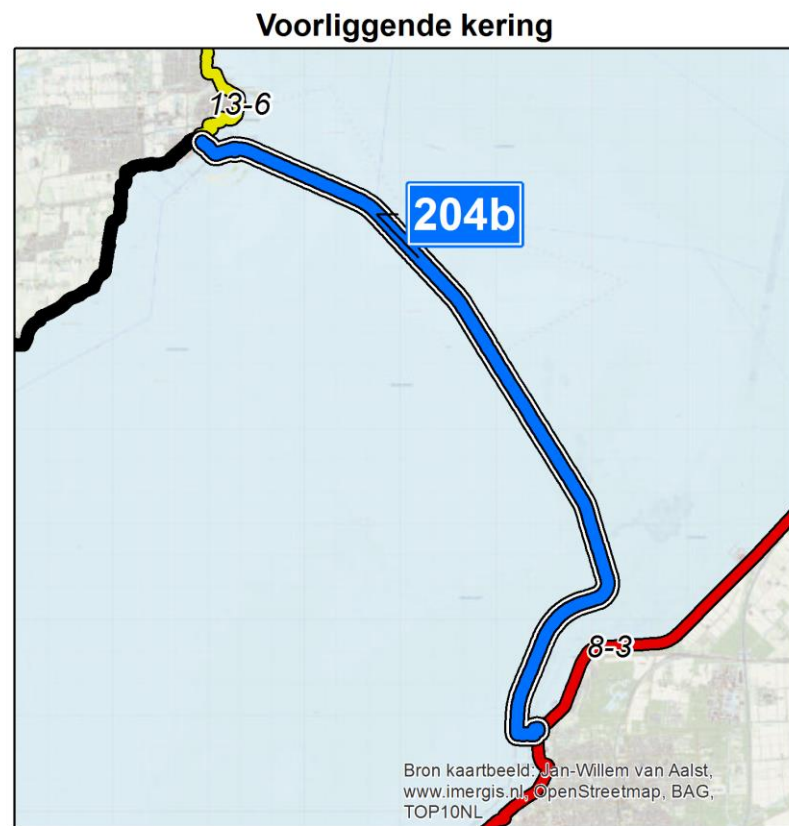 Voorliggende kering
13-6
204b
8-3
Bron kaartbeeld: Jan-Willem van Aalst,
www.imergis.nl, OpenStreetmap, BAG,
TOP10NL